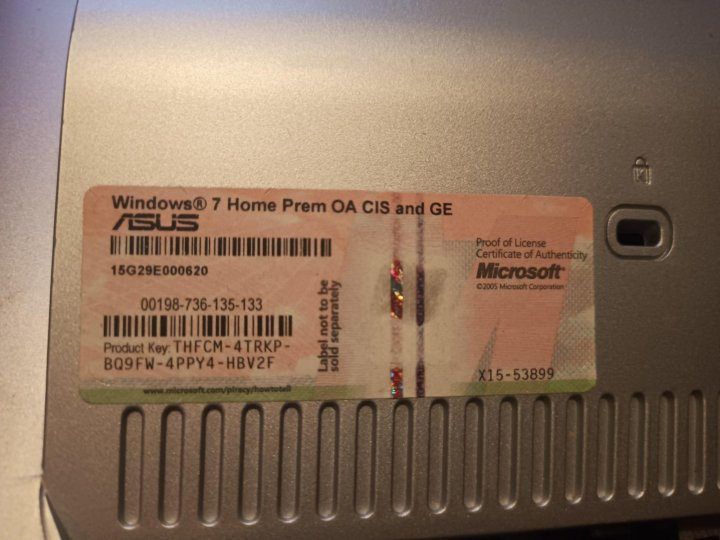 Windows® 7 Home Prem OA CIS and GE
ASUS
15G29E000620
00198-736-135-133
Product Key: THFCM-4TRKP-
BQ9FW-4PPY4-HBV2F
www.microsoft.com/piracy/howtotell
Label not to be
sold separately
Proof of License
Certificate of Authenticity
Microsoft®
©2005 Microsoft Corporation
X15-53899